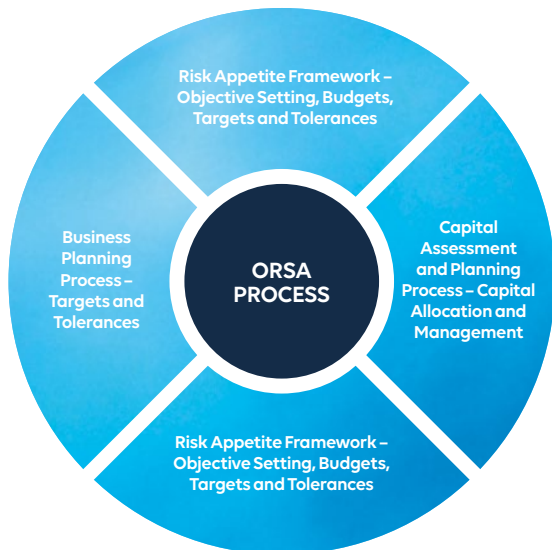 Risk Appetite Framework –
Objective Setting, Budgets,
Targets and Tolerances
Business
Planning
Process –
Targets and
Tolerances
ORSA
PROCESS
Capital
Assessment
and Planning
Process – Capital
Allocation and
Management
Risk Appetite Framework –
Objective Setting, Budgets,
Targets and Tolerances